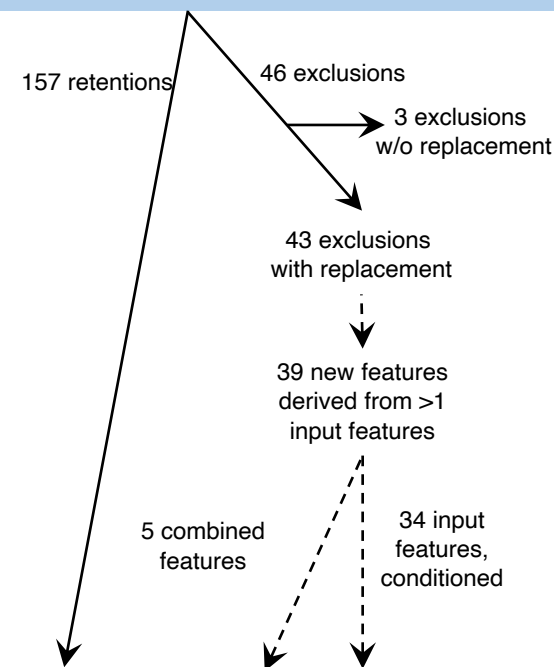 157 retentions
46 exclusions
3 exclusions
w/o replacement
43 exclusions
with replacement
39 new features
derived from >1
input features
5 combined
features
34 input
features,
conditioned